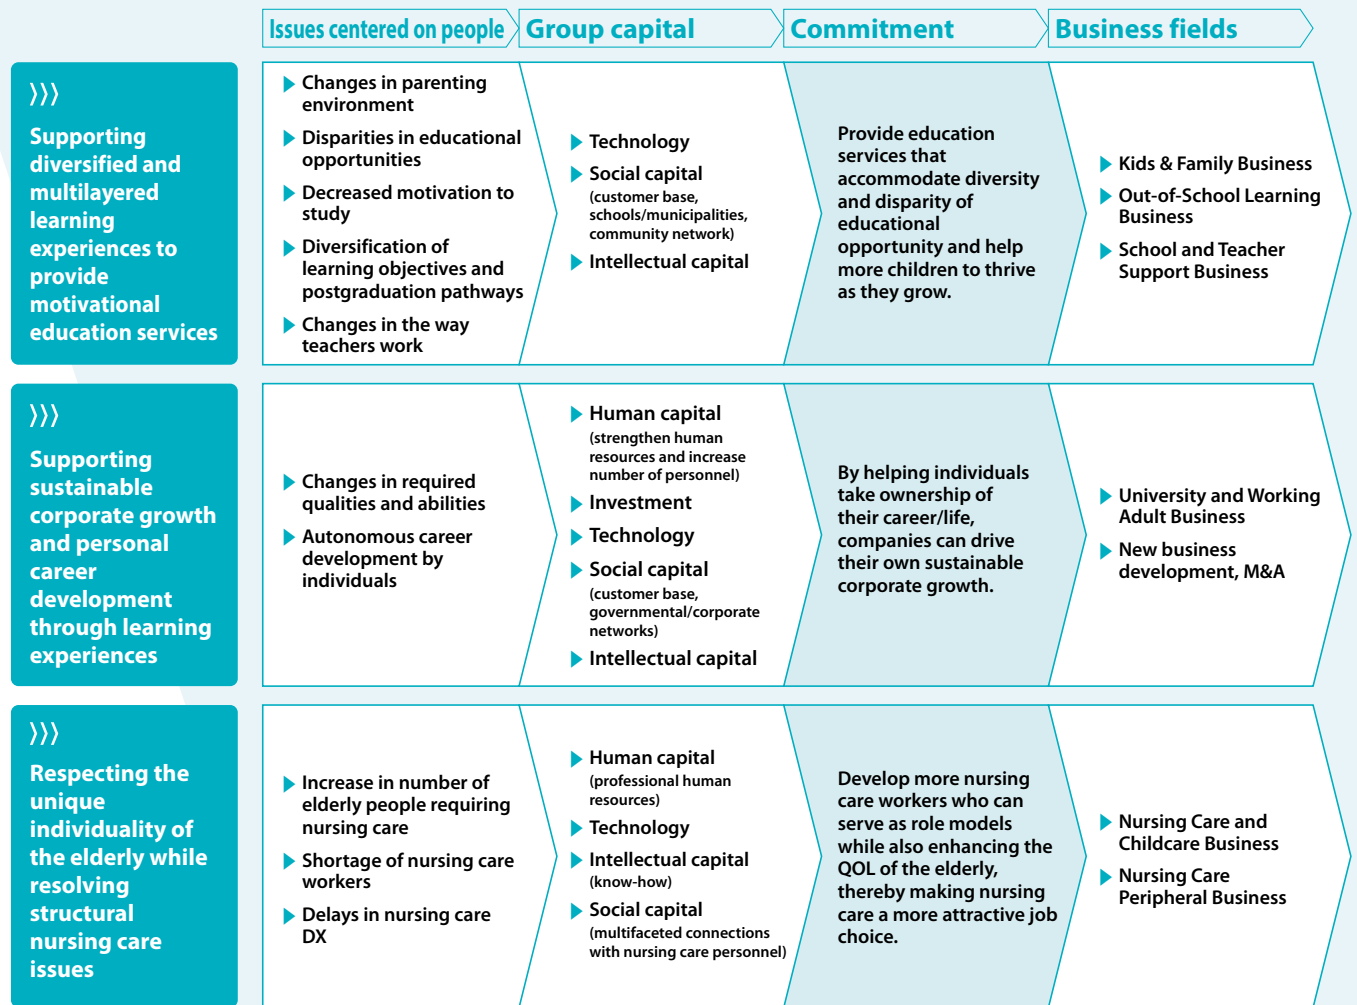 Issues centered on people
Group capital
Commitment
Business fields
Supporting
diversified and
multilayered
learning
experiences to
provide
motivational
education services
Changes in parenting
environment
Disparities in educational
opportunities
Decreased motivation to
study
Diversification of
learning objectives and
postgraduation pathways
Changes in the way
teachers work
Technology
Social capital
(customer base,
schools/municipalities,
community network)
Intellectual capital
Provide education
services that
accommodate diversity
and disparity of
educational
opportunity and help
more children to thrive
as they grow.
Kids & Family Business
Out-of-School Learning
Business
School and Teacher
Support Business
Supporting
sustainable
corporate growth
and personal
career
development
through learning
experiences
Changes in required
qualities and abilities
Autonomous career
development by
individuals
Human capital
(strengthen human
resources and increase
number of personnel)
Investment
Technology
Social capital
(customer base,
governmental/corporate
networks)
Intellectual capital
By helping individuals
take ownership of
their career/life,
companies can drive
their own sustainable
corporate growth.
University and Working
Adult Business
New business
development, M&A
Respecting the
unique
individuality of
the elderly while
resolving
structural
nursing care
issues
Increase in number of
elderly people requiring
nursing care
Shortage of nursing care
workers
Delays in nursing care
DX
Human capital
(professional human
resources)
Technology
Intellectual capital
(know-how)
Social capital
(multifaceted connections
with nursing care personnel)
Develop more nursing
care workers who can
serve as role models
while also enhancing the
QOL of the elderly,
thereby making nursing
care a more attractive job
choice.
Nursing Care and
Childcare Business
Nursing Care
Peripheral Business